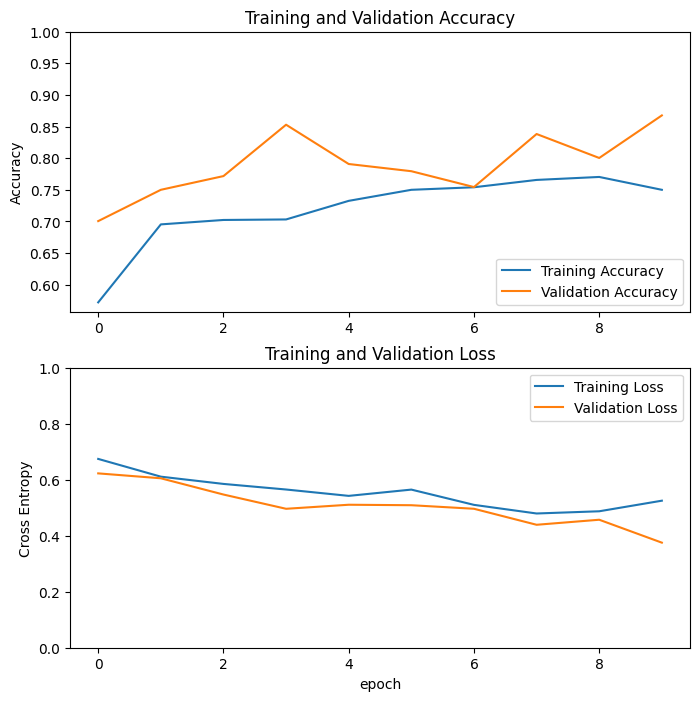 Training and Validation Accuracy
1.00
0.95
0.90
0.85
0.80
0.75
0.70
0.65
0.60
Accuracy
Training Accuracy
Validation Accuracy
0 2 4 6 8
Training and Validation Loss
1.0
0.8
0.6
0.4
0.2
0.0
Cross Entropy
Training Loss
Validation Loss
0 2 4 6 8
epoch